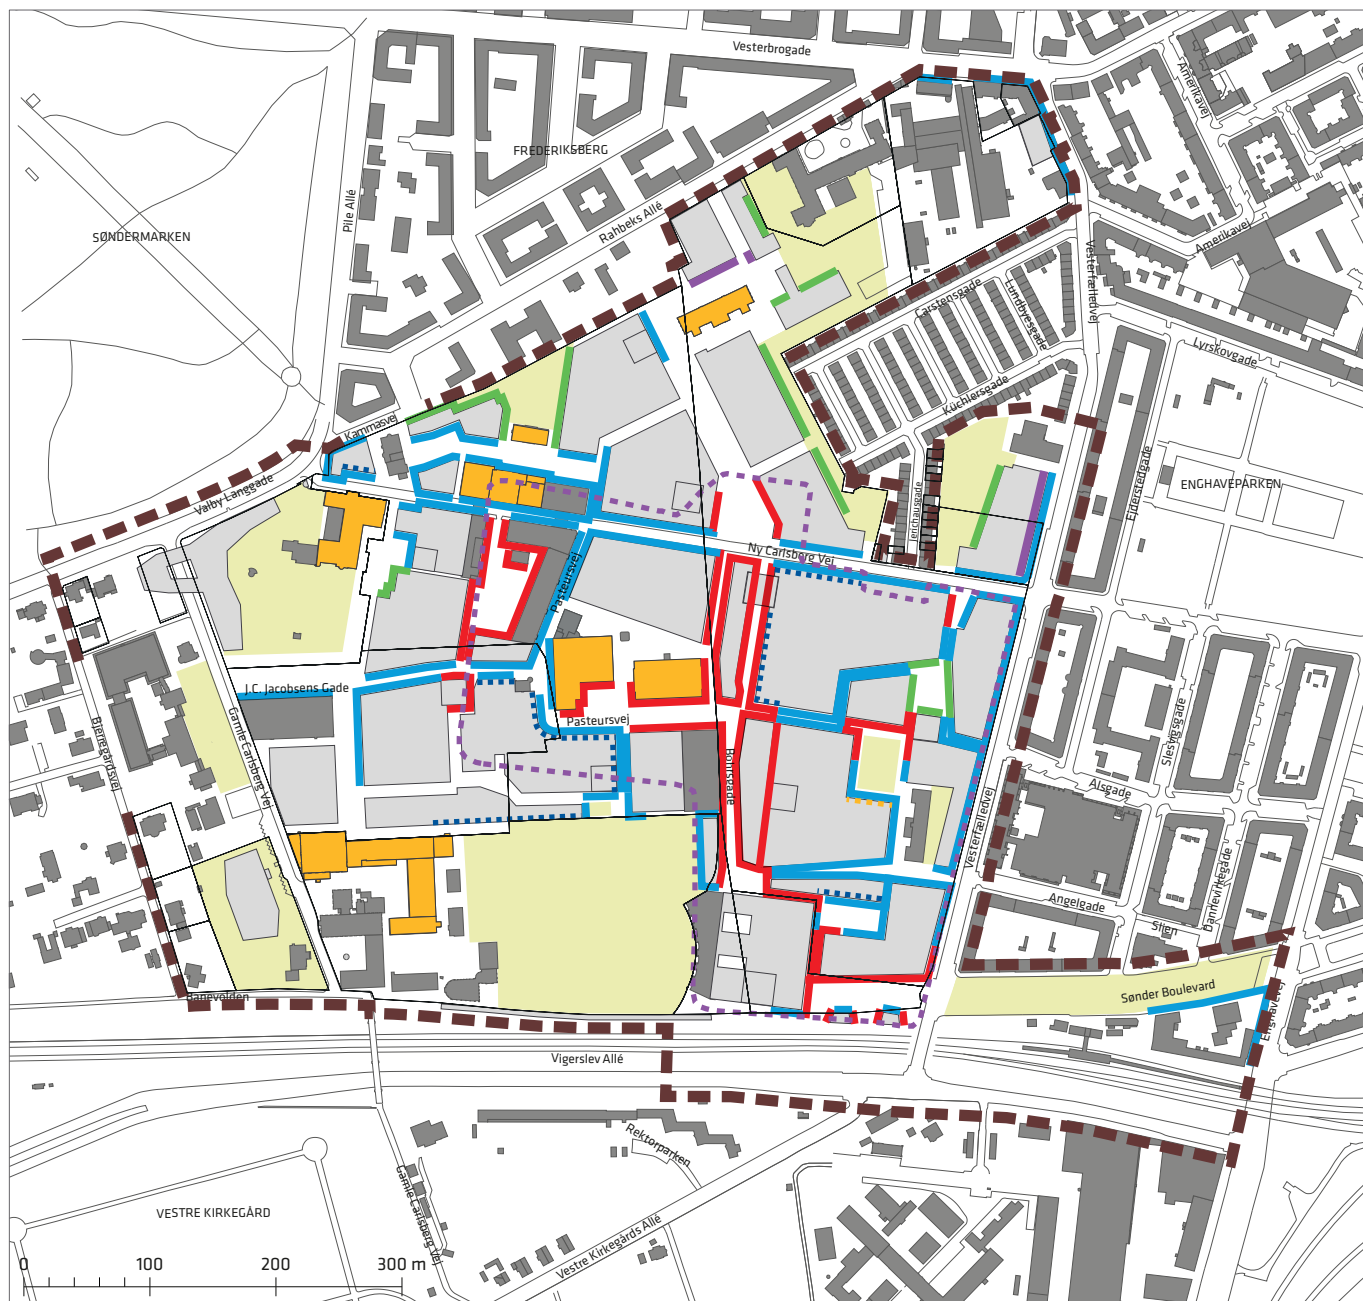 Vesterbrogade
Amerikavej
FREDERIKSBERG
Pile Allé
Rahbeks Allé
SØNDERMARKEN
Amerikavej
Vesterfælledvej
Carstensgade
Lundbyesgade
Lyrskovgade
Küchlersgade
Kammasvej
Valby Langgade
Ejderstedgade
ENGHAVEPARKEN
Jerichausgade
Ny Carlsberg Vej
Pasteursvej
J.C. Jacobsens Gade
Pasteursvej
Bjerregårdsvej
Gamle Carlsberg Vej
Bohrsgade
Slesvigsgade
Alsgade
Vesterfælledvej
Dannevirkegade
Angelgade
Slien
Banevolden
Sønder Boulevard
Enghavevej
Vigerslev Allé
Rektorparken
Gamle Carlsberg Vej
VESTRE KIRKEGÅRD
Vestre Kirkegårds Allé
0 100 200 300 m